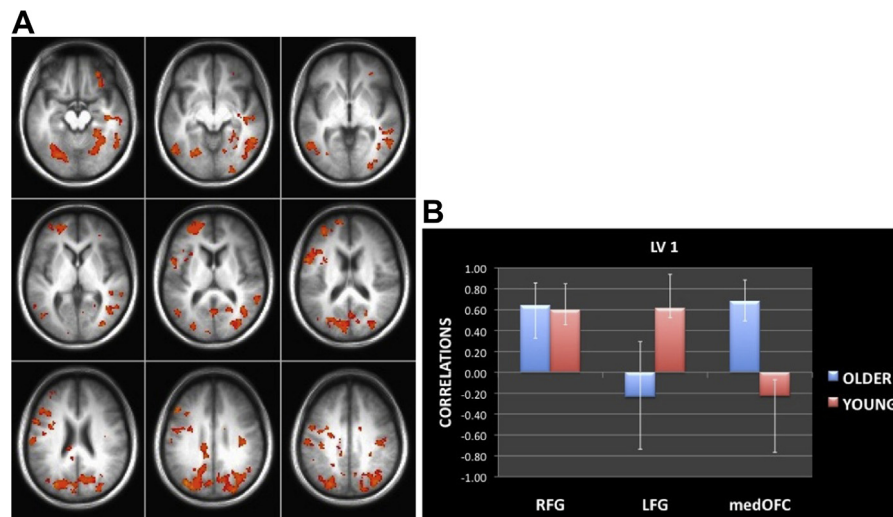 A
B
LV 1
CORRELATIONS
1.00
0.80
0.60
0.40
0.20
0.00
-0.20
-0.40
-0.60
-0.80
-1.00
RFG LFG medOFC
OLDER
YOUNG